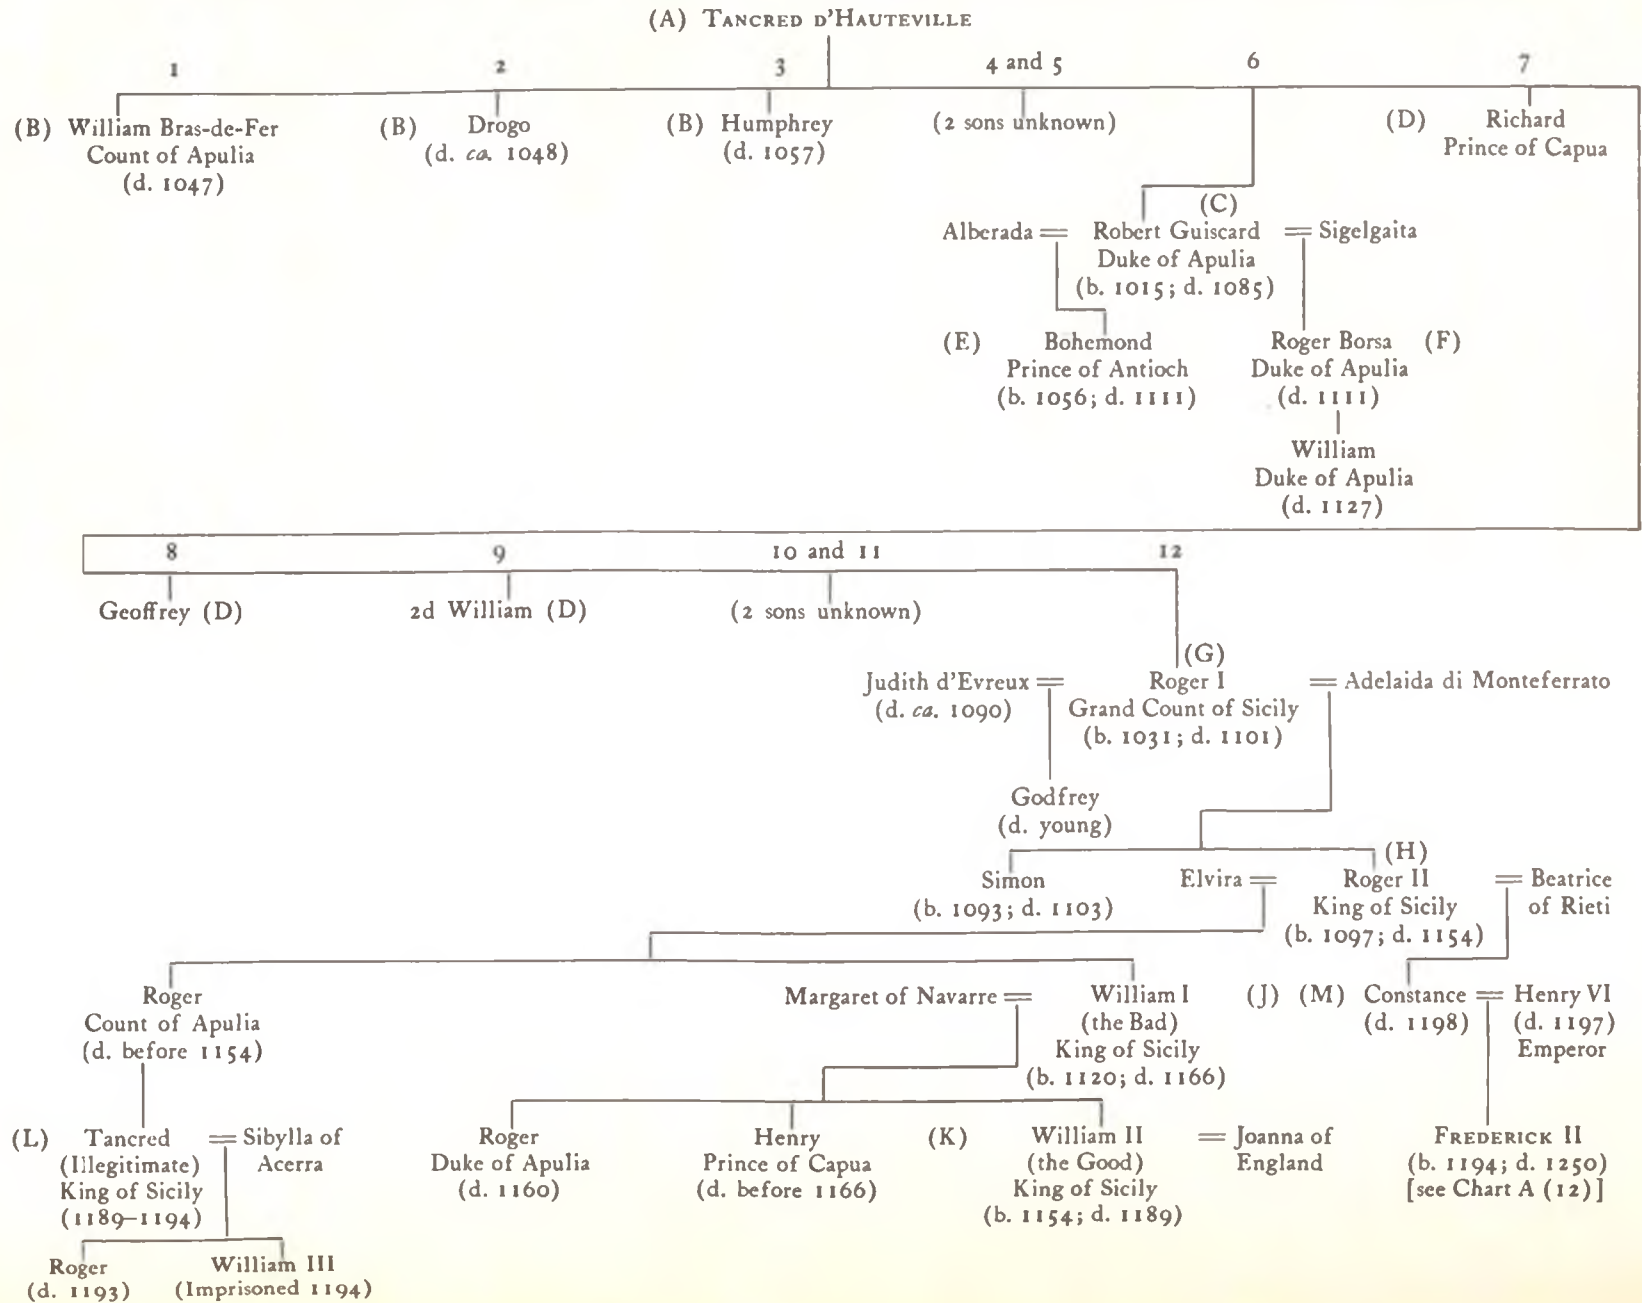 (A) TANCRED D'HAUTEVILLE
1 2 3 4 and 5 6 7
(B) William Bras-de-Fer
Count of Apulia
(d. 1047)
(B) Drogo
(d. ca. 1048)
(B) Humphrey
(d. 1057)
(2 sons unknown)
(D) Richard
Prince of Capua
(C)
Alberada = Robert Guiscard = Sigelgaita
Duke of Apulia
(b. 1015; d. 1085)
(E) Bohemond
Prince of Antioch
(b. 1056; d. 1111)
Roger Borsa (F)
Duke of Apulia
(d. 1111)
William
Duke of Apulia
(d. 1127)
8 9 10 and 11 12
Geoffrey (D)
2d William (D)
(2 sons unknown)
(G)
Judith d'Evreux =
(d. ca. 1090)
Roger I
Grand Count of Sicily
(b. 1031; d. 1101)
= Adelaida di Monteferrato
Godfrey
(d. young)
(H)
Simon
(b. 1093; d. 1103)
Elvira =
Roger II
King of Sicily
(b. 1097; d. 1154)
= Beatrice
of Rieti
Roger
Count of Apulia
(d. before 1154)
Margaret of Navarre =
William I (J)
(the Bad)
King of Sicily
(b. 1120; d. 1166)
(M) Constance =
(d. 1198)
Henry VI
(d. 1197)
Emperor
(L) Tancred
(Illegitimate)
King of Sicily
(1189–1194)
= Sibylla of
Acerra
Roger
Duke of Apulia
(d. 1160)
Henry
Prince of Capua
(d. before 1166)
(K) William II
(the Good)
King of Sicily
(b. 1154; d. 1189)
= Joanna of
England
FREDERICK II
(b. 1194; d. 1250)
[see Chart A (12)]
Roger
(d. 1193)
William III
(Imprisoned 1194)